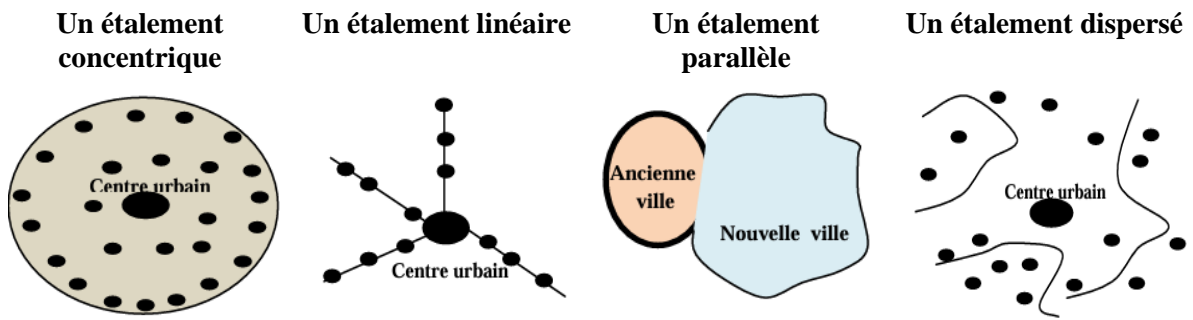 Un étalement
concentrique
Un étalement linéaire
Un étalement
parallèle
Un étalement dispersé
Centre urbain
Centre urbain
Ancienne
ville
Nouvelle ville
Centre urbain